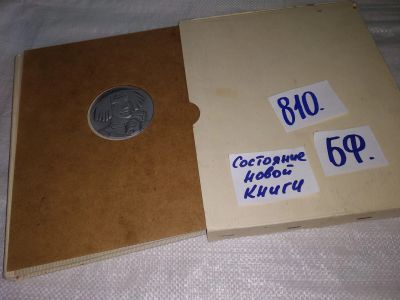 810.
Состояние
новой
книги
БФ.